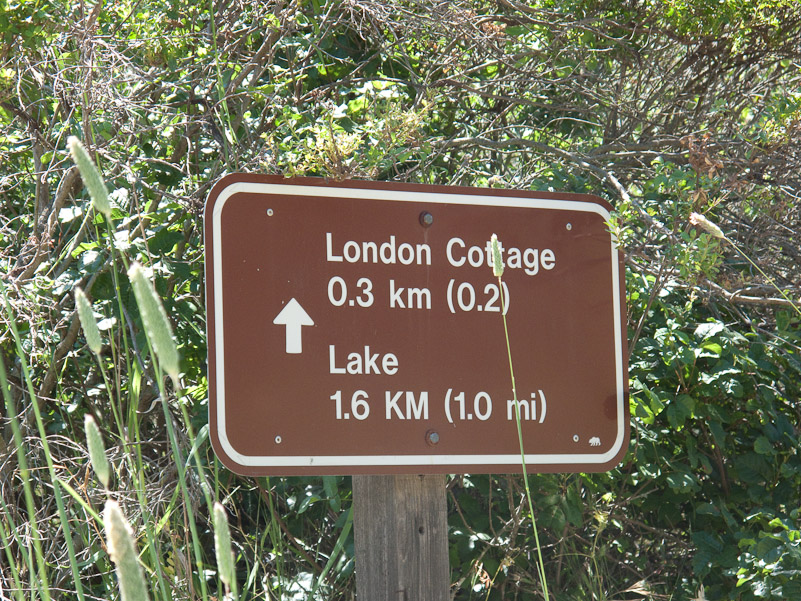 London Cottage
0.3 km (0.2)
Lake
1.6 KM (1.0 mi)